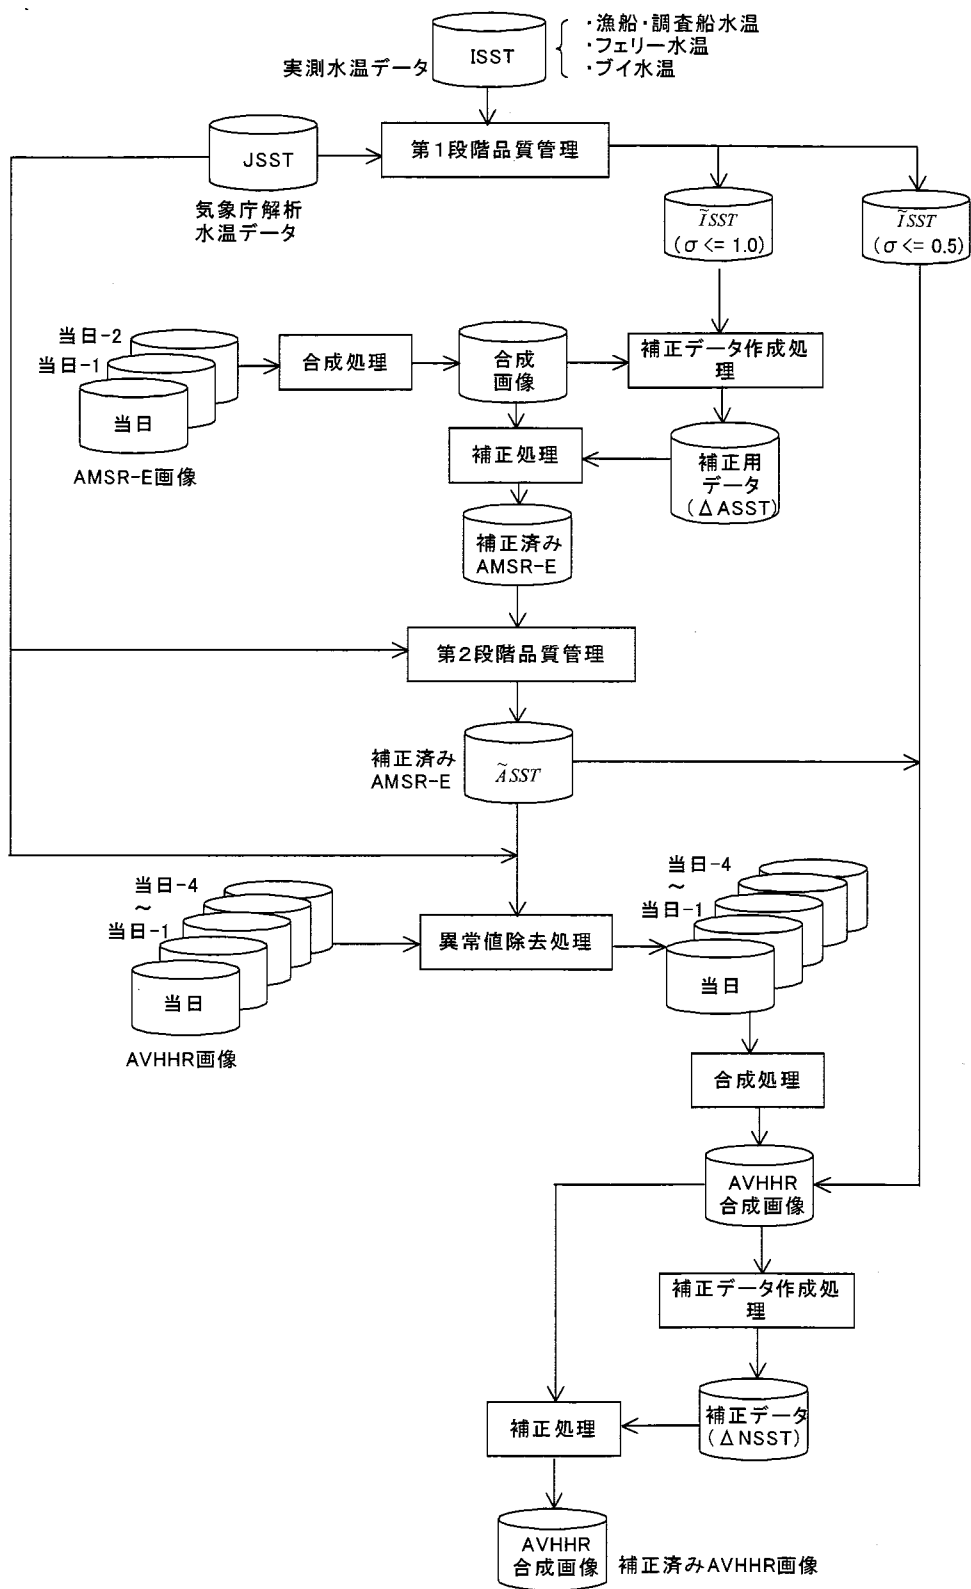 ISST
・漁船・調査船水温
・フェリー水温
・ブイ水温
実測水温データ
JSST
気象庁解析
水温データ
第1段階品質管理
ĨSST
(σ <= 1.0)
ĨSST
(σ <= 0.5)
当日-2
当日-1
当日
AMSR-E画像
合成処理
合成
画像
補正データ作成処
理
補正処理
補正用
データ
(ΔASST)
補正済み
AMSR-E
第2段階品質管理
補正済み
AMSR-E
ÃSST
当日-4
～
当日-1
当日
AVHHR画像
異常値除去処理
当日-4
～
当日-1
当日
合成処理
AVHHR
合成画像
補正データ作成処
理
補正処理
補正データ
(ΔNSST)
AVHHR
合成画像
補正済みAVHHR画像